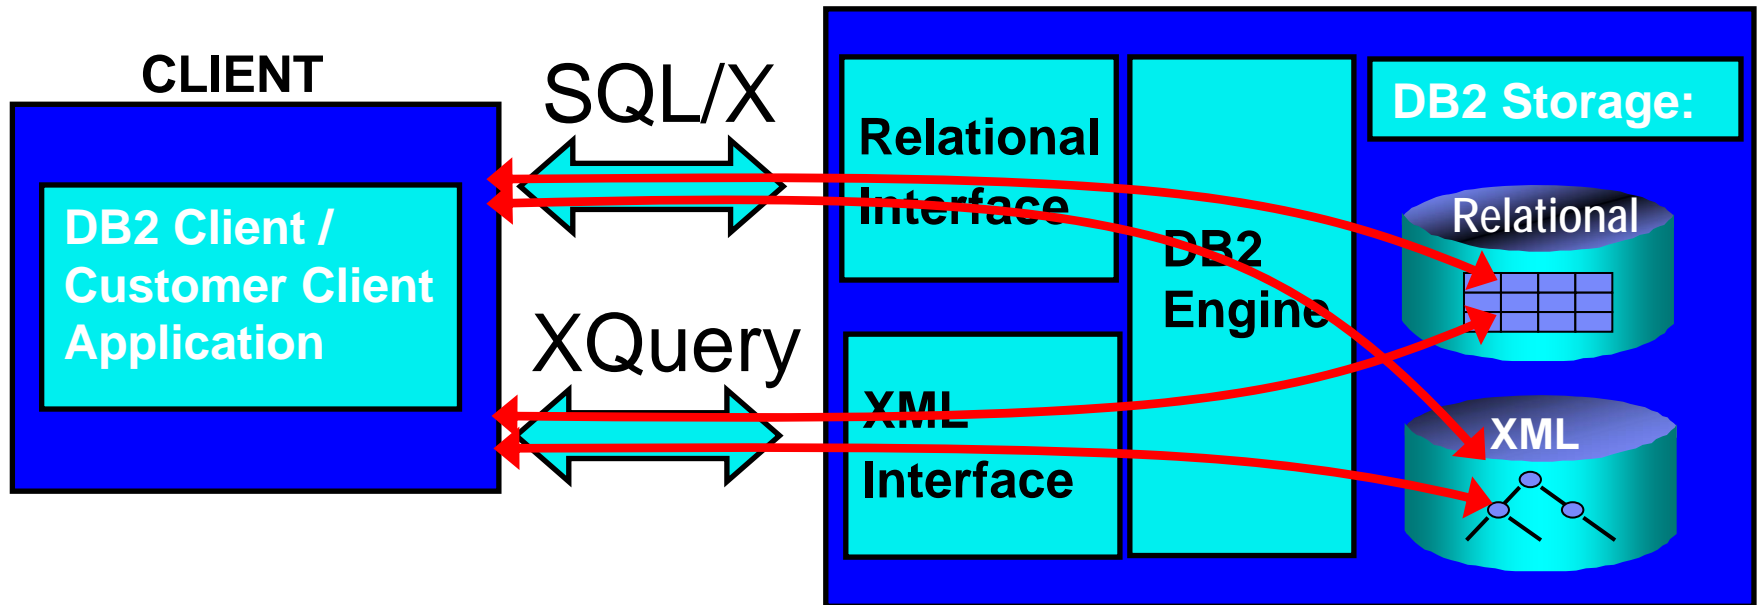 CLIENT
DB2 Client /
Customer Client
Application
SQL/X
XQuery
Relational
Interface
XML
Interface
DB2
Engine
DB2 Storage:
Relational
XML